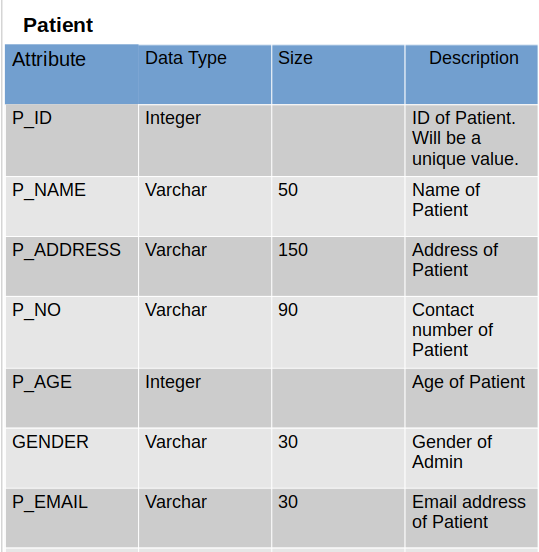 Patient
Attribute Data Type Size Description
P_ID Integer ID of Patient.
Will be a
unique value.
P_NAME Varchar 50 Name of
Patient
P_ADDRESS Varchar 150 Address of
Patient
P_NO Varchar 90 Contact
number of
Patient
P_AGE Integer Age of Patient
GENDER Varchar 30 Gender of
Admin
P_EMAIL Varchar 30 Email address
of Patient